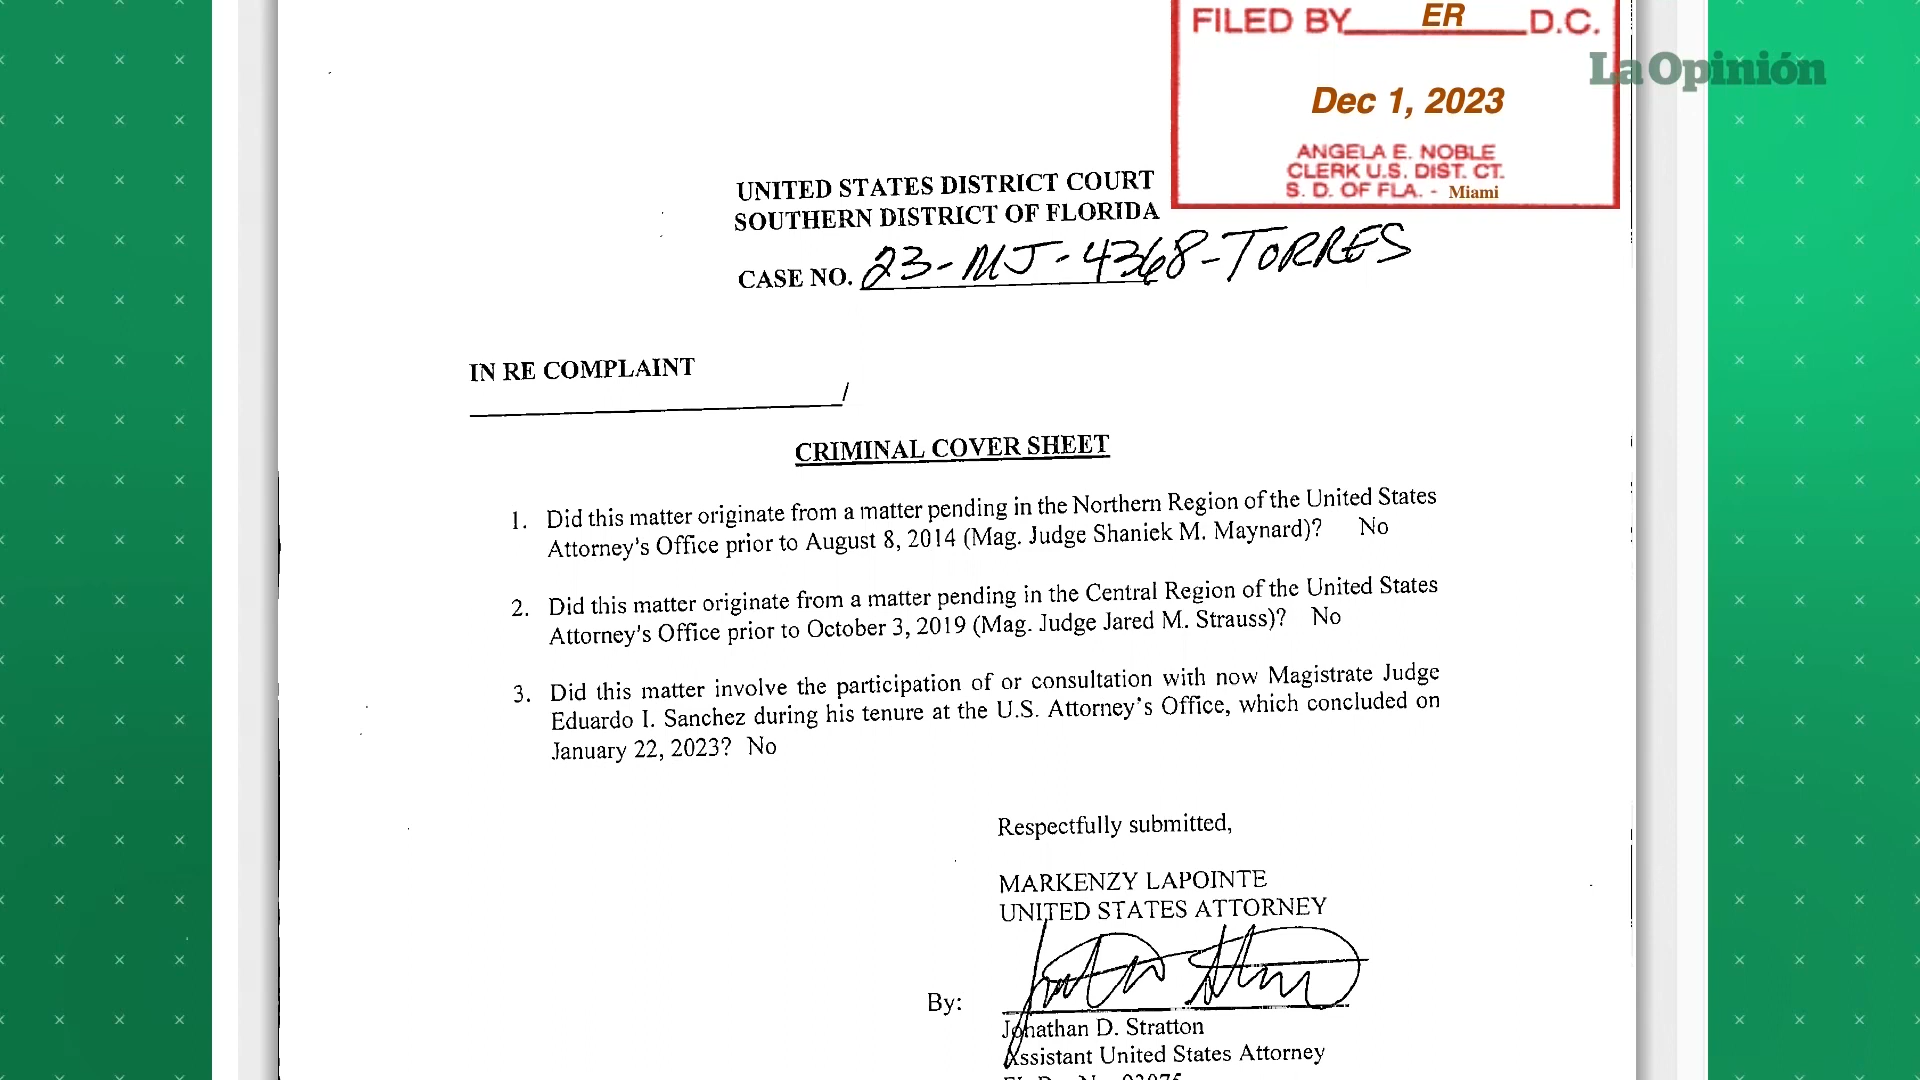 FILED BY ER D.C.
LaOpinión
Dec 1, 2023
ANGELA E. NOBLE
CLERK U.S. DIST. CT.
S. D. OF FLA. - Miami
UNITED STATES DISTRICT COURT
SOUTHERN DISTRICT OF FLORIDA
CASE NO. 23-MJ-4368-TORRES
IN RE COMPLAINT
/
CRIMINAL COVER SHEET
1. Did this matter originate from a matter pending in the Northern Region of the United States
Attorney's Office prior to August 8, 2014 (Mag. Judge Shaniek M. Maynard)? No
2. Did this matter originate from a matter pending in the Central Region of the United States
Attorney's Office prior to October 3, 2019 (Mag. Judge Jared M. Strauss)? No
3. Did this matter involve the participation of or consultation with now Magistrate Judge
Eduardo I. Sanchez during his tenure at the U.S. Attorney's Office, which concluded on
January 22, 2023? No
Respectfully submitted,
MARKENZY LAPOINTE
UNITED STATES ATTORNEY
By:
Jonathan D. Stratton
Assistant United States Attorney